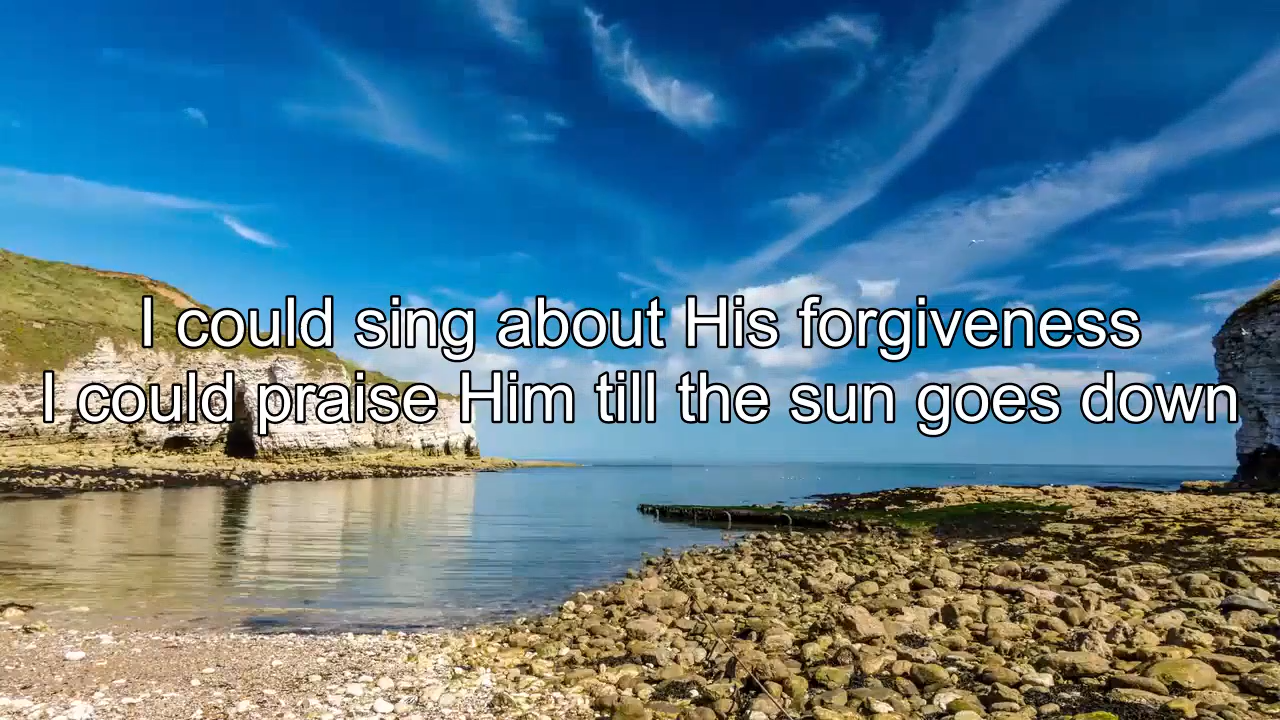 I could sing about His forgiveness
I could praise Him till the sun goes down